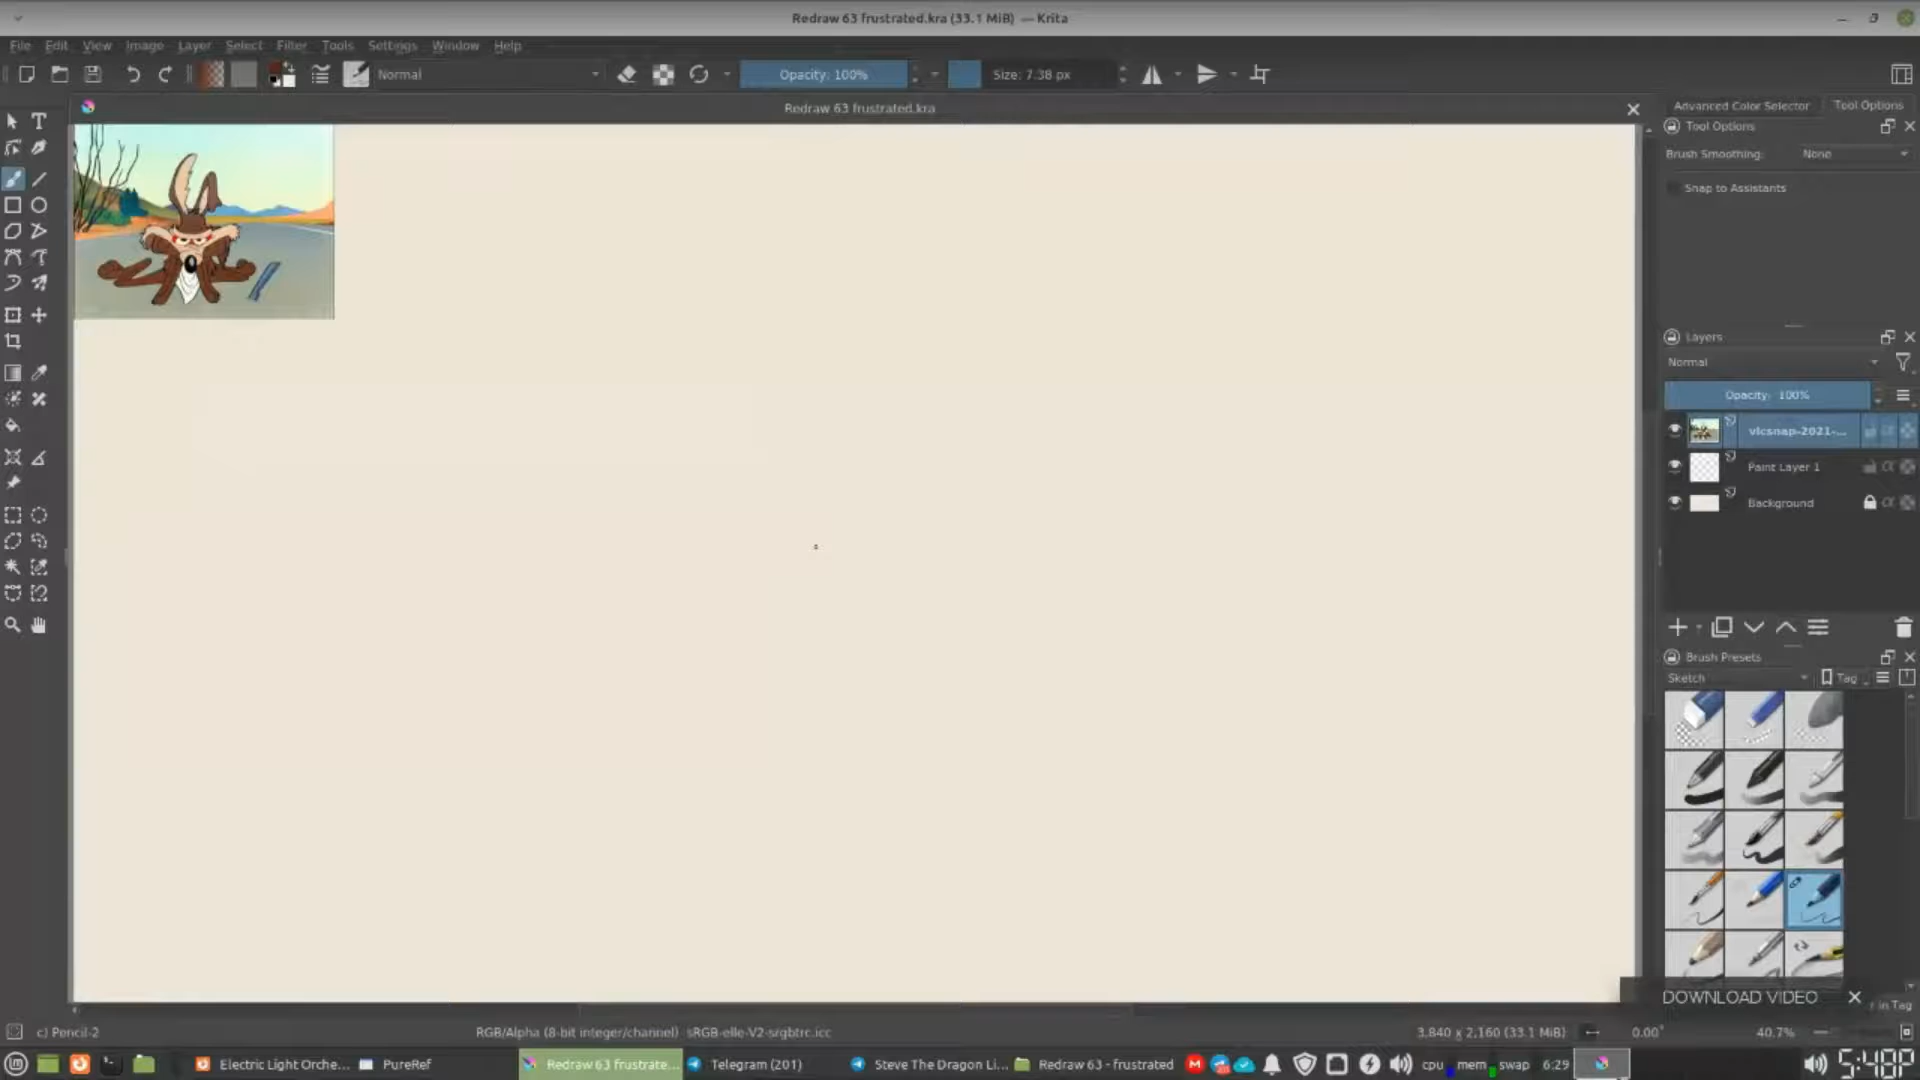 Redraw 63 frustrated.kra (33.1 MiB) — Krita
File Edit View Image Layer Select Filter Tools Settings Window Help
Normal Opacity: 100% Size: 7.38 px
Redraw 63 frustrated.kra
Advanced Color Selector Tool Options
Tool Options
Brush Smoothing: None
Snap to Assistants
Layers
Normal
Opacity: 100%
vlcsnap-2021-...
Paint Layer 1
Background
Brush Presets
Sketch Tag
DOWNLOAD VIDEO
r in Tag
c) Pencil-2 RGB/Alpha (8-bit integer/channel) sRGB-elle-V2-srgbtrc.icc 3,840 x 2,160 (33.1 MiB) 0.00° 40.7%
Electric Light Orche... PureRef Redraw 63 frustrate... Telegram (201) Steve The Dragon Li... Redraw 63 - frustrated cpu mem swap 6:29 5:48P